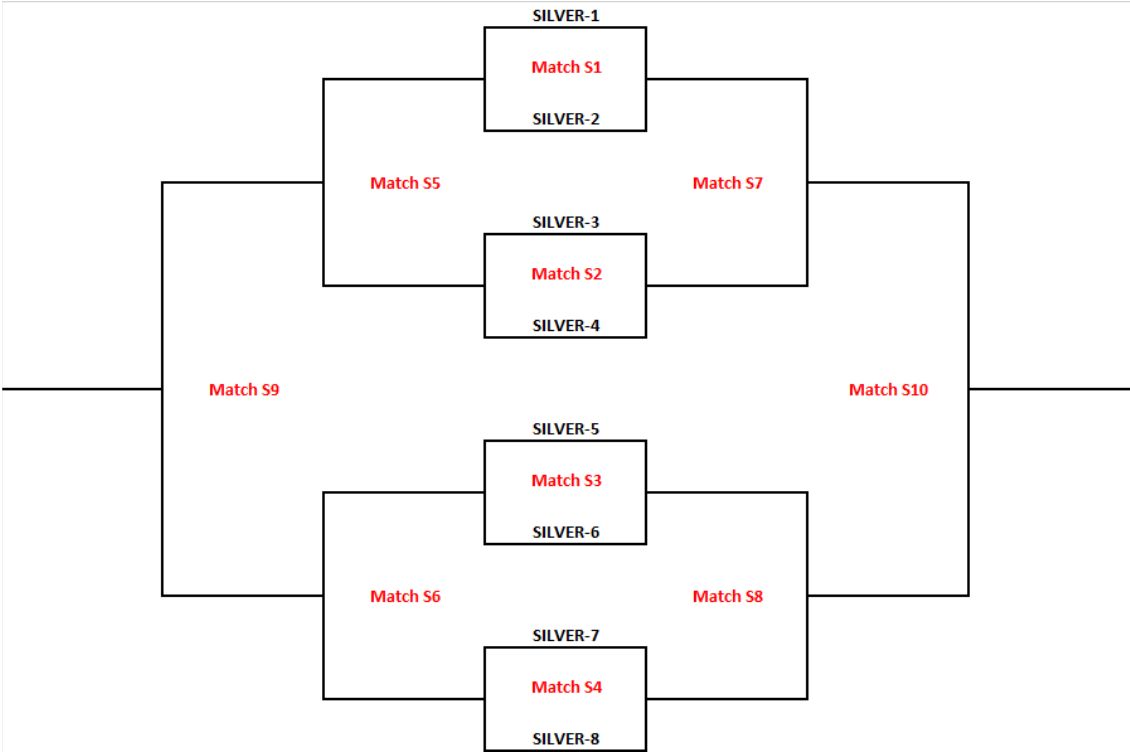 SILVER-1
Match S1
SILVER-2
Match S5
Match S7
SILVER-3
Match S2
SILVER-4
Match S9
Match S10
SILVER-5
Match S3
SILVER-6
Match S6
Match S8
SILVER-7
Match S4
SILVER-8